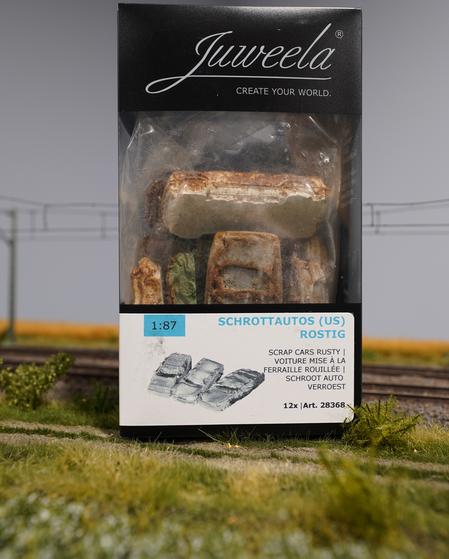 Juweela®
CREATE YOUR WORLD.
1:87
SCHROTTAUTOS (US)
ROSTIG
SCRAP CARS RUSTY |
VOITURE MISE À LA
FERRAILLE ROUILLÉE |
SCHROOT AUTO
VERROEST
12x |Art. 28368